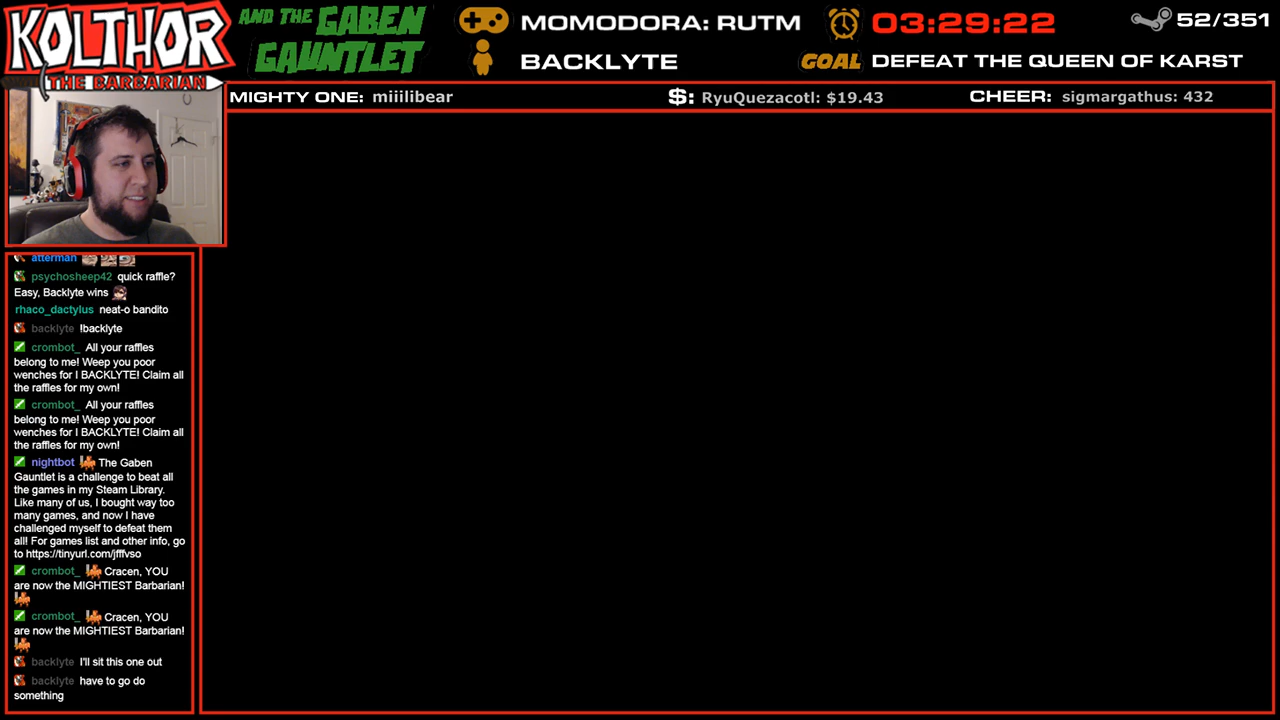 KOLTHOR
THE BARBARIAN
AND THE GABEN
GAUNTLET
MOMODORA: RUTM
03:29:22
52/351
BACKLYTE
GOAL DEFEAT THE QUEEN OF KARST
MIGHTY ONE: miiilibear
$: RyuQuezacotl: $19.43
CHEER: sigmargathus: 432
atterman
psychosheep42 quick raffle?
Easy, Backlyte wins
rhaco_dactylus neat-o bandito
backlyte !backlyte
crombot_ All your raffles
belong to me! Weep you poor
wenches for I BACKLYTE! Claim all
the raffles for my own!
crombot_ All your raffles
belong to me! Weep you poor
wenches for I BACKLYTE! Claim all
the raffles for my own!
nightbot The Gaben
Gauntlet is a challenge to beat all
the games in my Steam Library.
Like many of us, I bought way too
many games, and now I have
challenged myself to defeat them
all! For games list and other info, go
to https://tinyurl.com/jfffvso
crombot_ Cracen, YOU
are now the MIGHTIEST Barbarian!
crombot_ Cracen, YOU
are now the MIGHTIEST Barbarian!
backlyte I'll sit this one out
backlyte have to go do
something